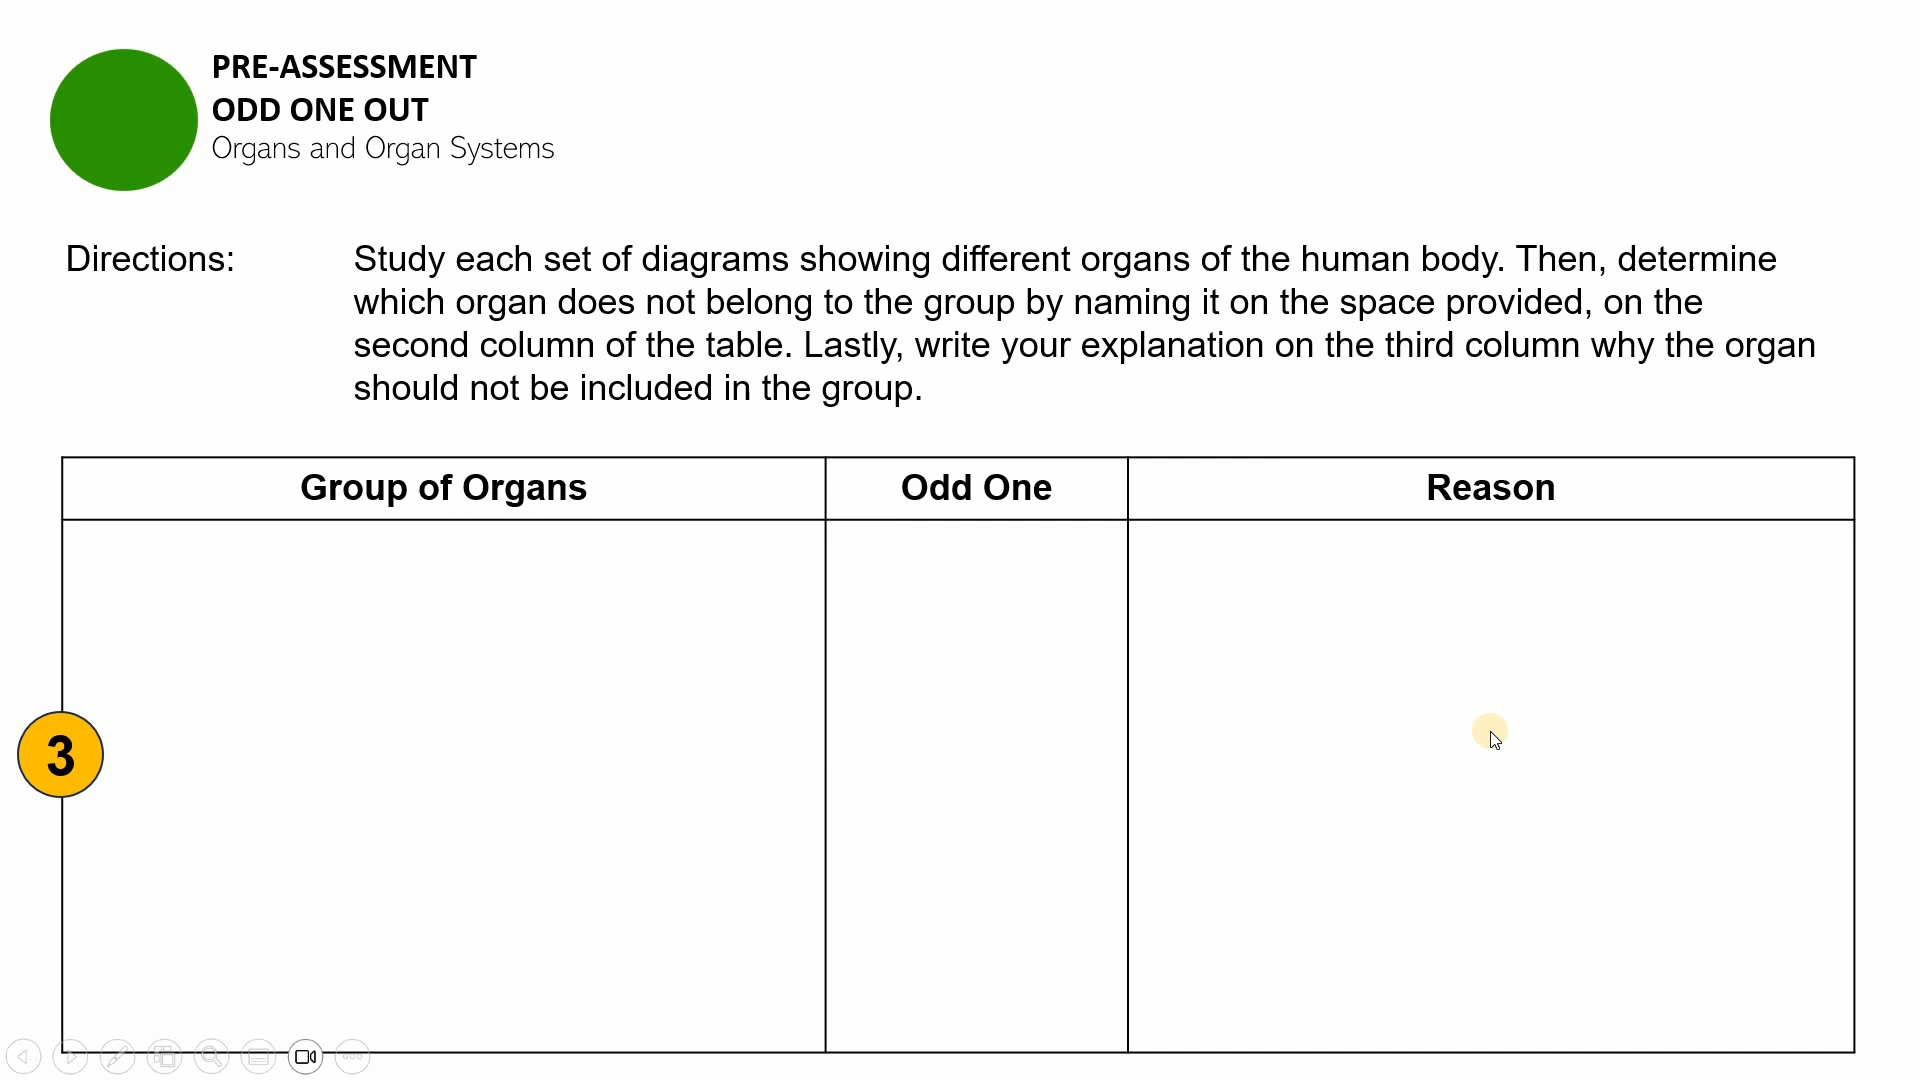 PRE-ASSESSMENT
ODD ONE OUT
Organs and Organ Systems
Directions: Study each set of diagrams showing different organs of the human body. Then, determine
which organ does not belong to the group by naming it on the space provided, on the
second column of the table. Lastly, write your explanation on the third column why the organ
should not be included in the group.
Group of Organs Odd One Reason
3